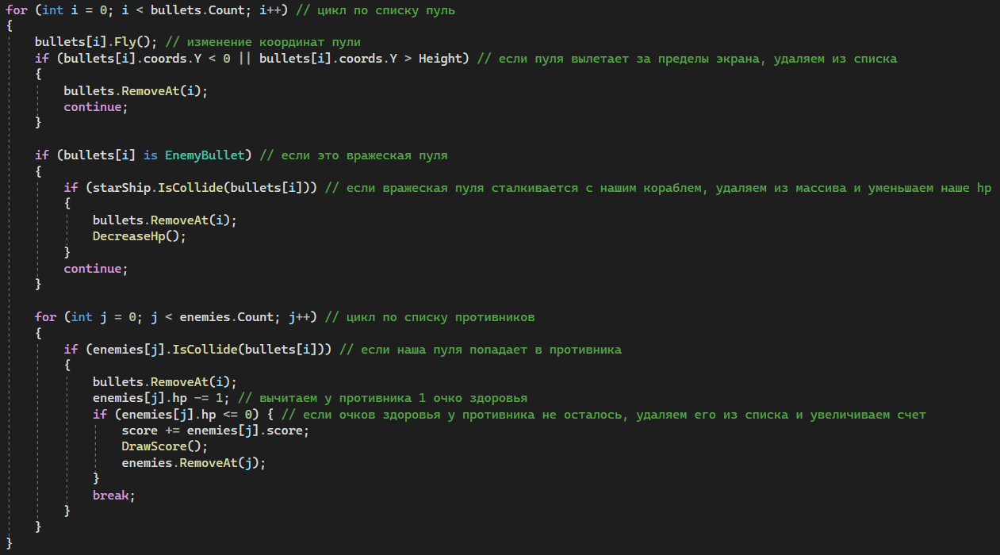 for (int i = 0; i < bullets.Count; i++) // цикл по списку пуль
{
    bullets[i].Fly(); // изменение координат пули
    if (bullets[i].coords.Y < 0 || bullets[i].coords.Y > Height) // если пуля вылетает за пределы экрана, удаляем из списка
    {
        bullets.RemoveAt(i);
        continue;
    }

    if (bullets[i] is EnemyBullet) // если это вражеская пуля
    {
        if (starShip.IsCollide(bullets[i])) // если вражеская пуля сталкивается с нашим кораблем, удаляем из массива и уменьшаем наше hp
        {
            bullets.RemoveAt(i);
            DecreaseHp();
        }
        continue;
    }

    for (int j = 0; j < enemies.Count; j++) // цикл по списку противников
    {
        if (enemies[j].IsCollide(bullets[i])) // если наша пуля попадает в противника
        {
            bullets.RemoveAt(i);
            enemies[j].hp -= 1; // вычитаем у противника 1 очко здоровья
            if (enemies[j].hp <= 0) { // если очков здоровья у противника не осталось, удаляем его из списка и увеличиваем счет
                score += enemies[j].score;
                DrawScore();
                enemies.RemoveAt(j);
            }
            break;
        }
    }
}